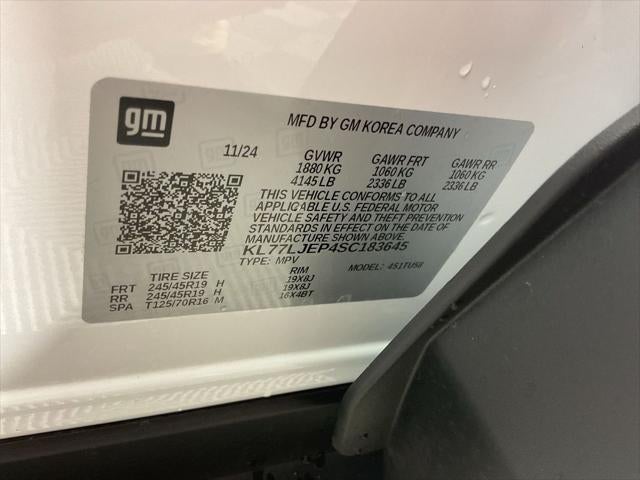 gm
MFD BY GM KOREA COMPANY
11/24 GVWR GAWR FRT GAWR RR
1880 KG 1060 KG 1060 KG
4145 LB 2336 LB 2336 LB
THIS VEHICLE CONFORMS TO ALL
APPLICABLE U.S. FEDERAL MOTOR
VEHICLE SAFETY AND THEFT PREVENTION
STANDARDS IN EFFECT ON THE DATE OF
MANUFACTURE SHOWN ABOVE.
KL77LJEP4SC183645
TYPE: MPV MODEL: 4S1TU58
TIRE SIZE RIM
FRT 245/45R19 H 19X8J
RR 245/45R19 H 19X8J
SPA T125/70R16 M 16X4BT